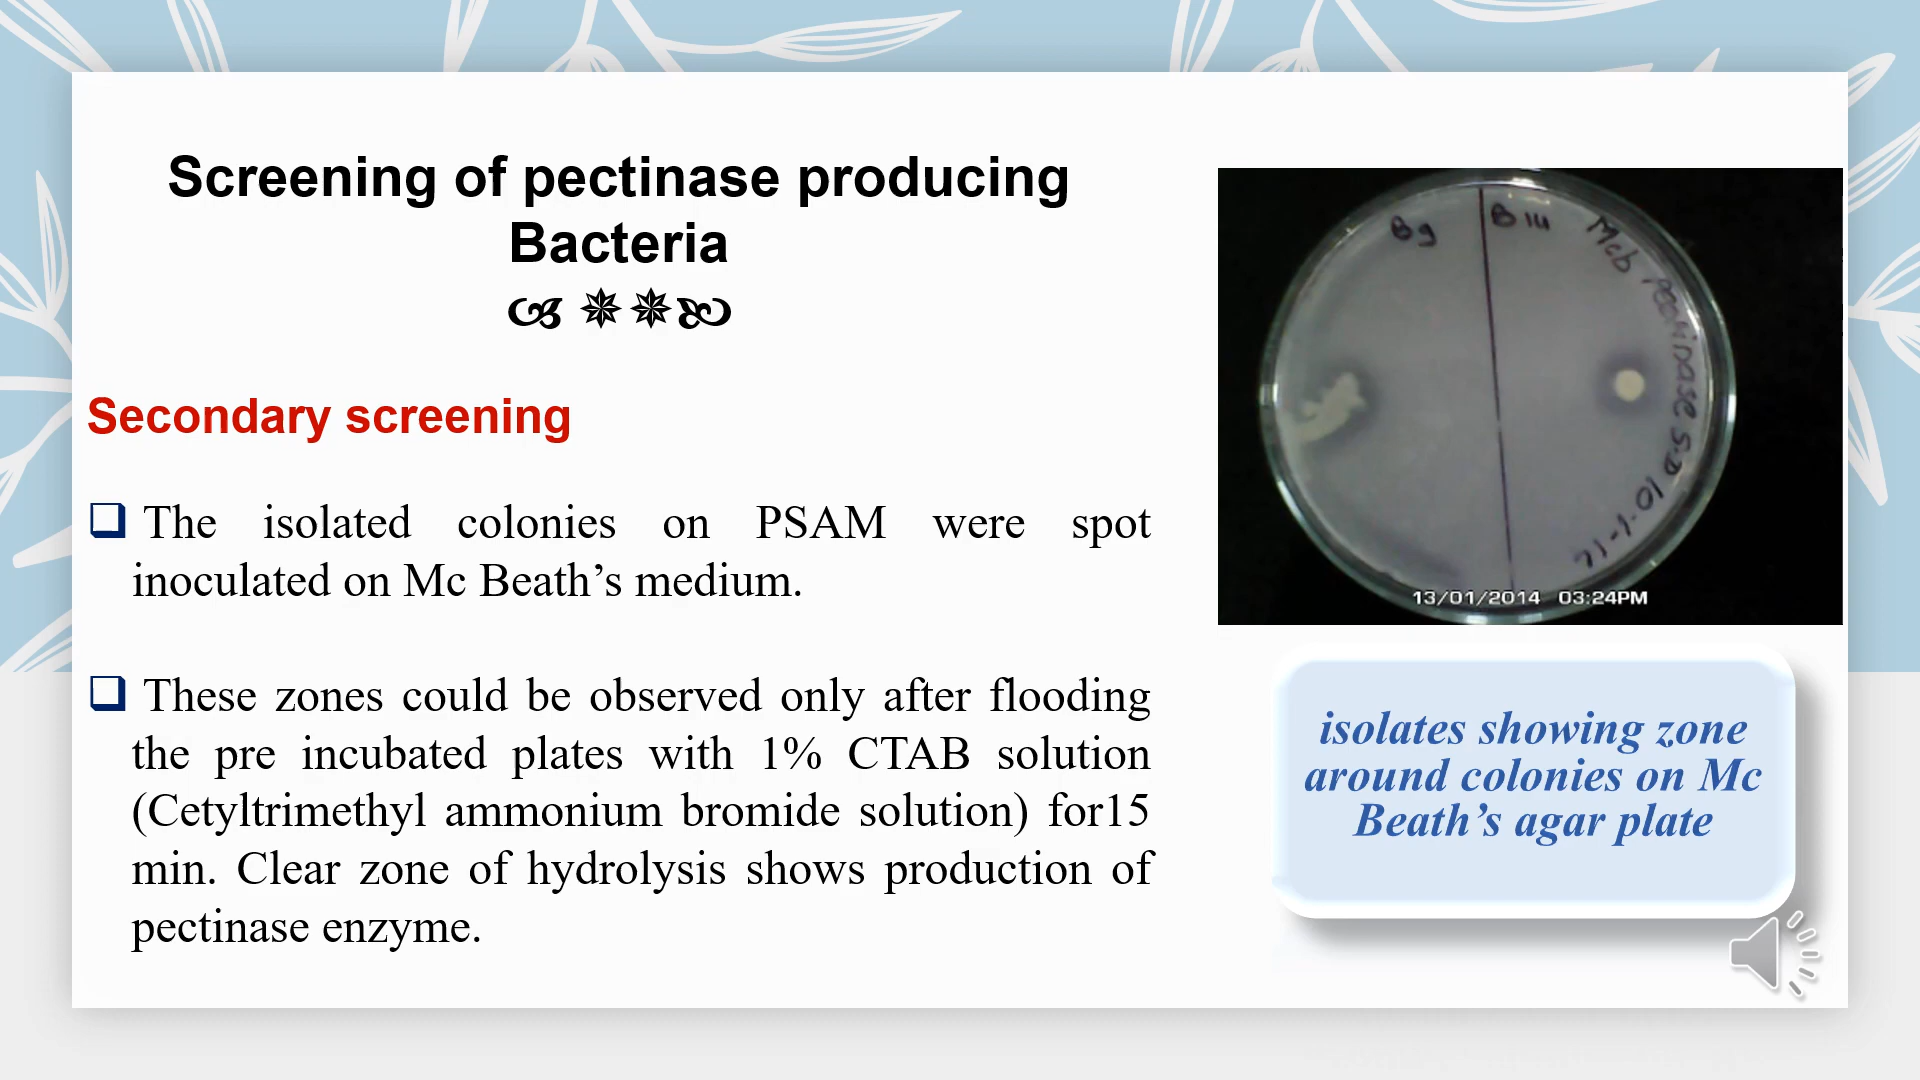 Screening of pectinase producing
Bacteria
Secondary screening
The isolated colonies on PSAM were spot
inoculated on Mc Beath’s medium.
These zones could be observed only after flooding
the pre incubated plates with 1% CTAB solution
(Cetyltrimethyl ammonium bromide solution) for15
min. Clear zone of hydrolysis shows production of
pectinase enzyme.
B9
B14
Mcb
13/01/2014 03:24PM
isolates showing zone
around colonies on Mc
Beath’s agar plate